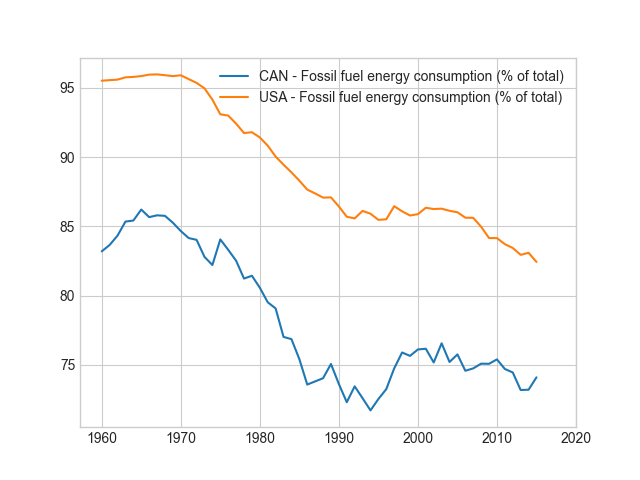 CAN - Fossil fuel energy consumption (% of total)
USA - Fossil fuel energy consumption (% of total)
95
90
85
80
75
1960 1970 1980 1990 2000 2010 2020